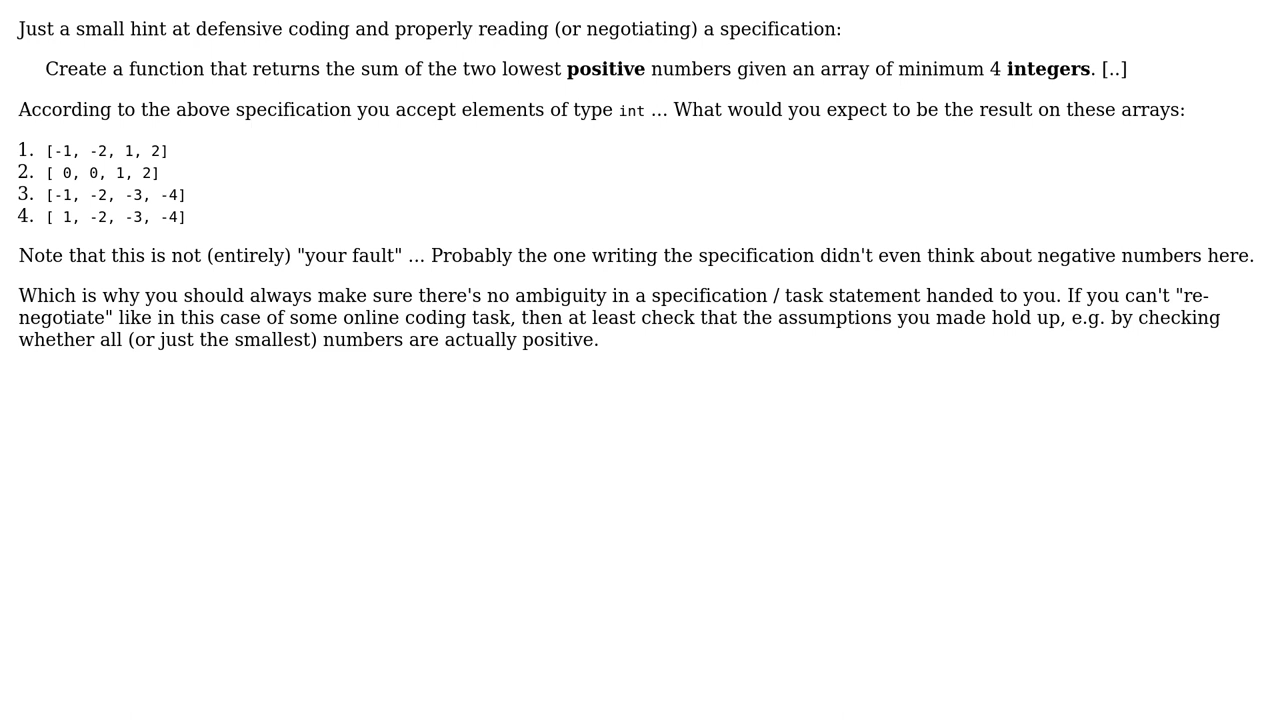 Just a small hint at defensive coding and properly reading (or negotiating) a specification:
Create a function that returns the sum of the two lowest positive numbers given an array of minimum 4 integers. [..]
According to the above specification you accept elements of type int ... What would you expect to be the result on these arrays:
1. [-1, -2, 1, 2]
2. [ 0, 0, 1, 2]
3. [-1, -2, -3, -4]
4. [ 1, -2, -3, -4]
Note that this is not (entirely) "your fault" ... Probably the one writing the specification didn't even think about negative numbers here.
Which is why you should always make sure there's no ambiguity in a specification / task statement handed to you. If you can't "re-
negotiate" like in this case of some online coding task, then at least check that the assumptions you made hold up, e.g. by checking
whether all (or just the smallest) numbers are actually positive.